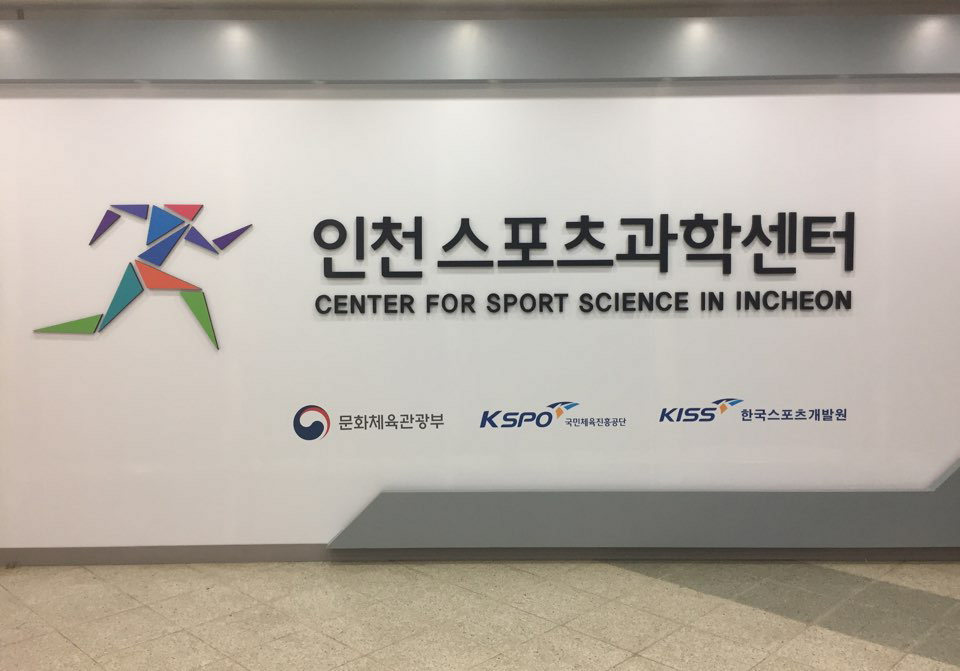 인천스포츠과학센터
CENTER FOR SPORT SCIENCE IN INCHEON
문화체육관광부
KSPO 국민체육진흥공단
KISS 한국스포츠개발원